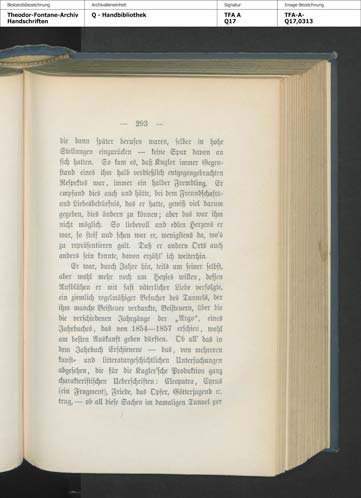 Bestandsbezeichnung
Archivalieneinheit
Signatur
Image Bezeichnung
Theodor-Fontane-Archiv
Handschriften
Q - Handbibliothek
TFA A
Q17
TFA-A-
Q17,0313
— 293 —
die dann später berufen waren, selber in hohe
Stellungen einzurücken — keine Spur davon an
sich hatten. So kam es, daß Kugler immer Gegen-
stand eines ihm halb verdrießlich entgegengebrachten
Respektes war, immer ein halber Fremdling. Er
empfand dies auch und hätte, bei dem Freundschafts-
und Liebesbedürfnis, das er hatte, gewiß viel darum
gegeben, dies ändern zu können; aber das war ihm
nicht möglich. So liebevoll und edlen Herzens er
war, so steif und schön war er, wenigstens da, wo's
zu repräsentieren galt. Daß er andern Orts auch
anders sein konnte, davon erzähl' ich weiterhin.
Er war, durch Jahre hin, teils um seiner selbst,
aber wohl mehr noch um Heyses willen, dessen
Aufblühen er mit fast väterlicher Liebe verfolgte,
ein ziemlich regelmäßiger Besucher des Tunnels, der
ihm manche Beisteuer verdankte, Beisteuern, über die
die verschiedenen Jahrgänge der „Argo“, eines
Jahrbuches, das von 1854—1857 erschien, wohl
am besten Auskunft geben dürften. Ob all' das in
dem Jahrbuch Erschienene — das, von mehreren
kunst- und litteraturgeschichtlichen Untersuchungen
abgesehen, die für die Kugler'sche Produktion ganz
charakteristischen Ueberschriften: Cleopatra, Cyrus
(ein Fragment), Friede, das Opfer, Götterjugend ꝛc.
trug, — ob all diese Sachen im damaligen Tunnel zur